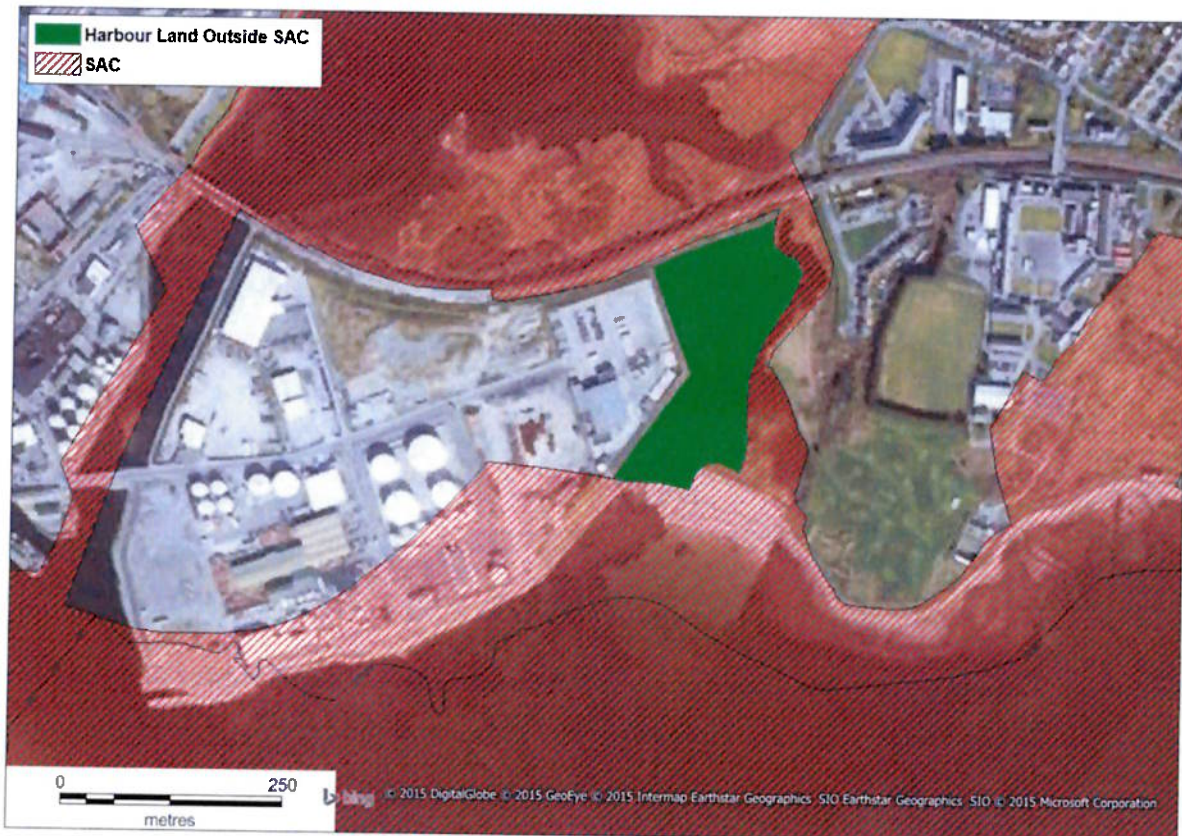 Harbour Land Outside SAC
SAC
0 250
metres
bing © 2015 DigitalGlobe © 2015 GeoEye © 2015 Intermap Earthstar Geographics SIO Earthstar Geographics SIO © 2015 Microsoft Corporation